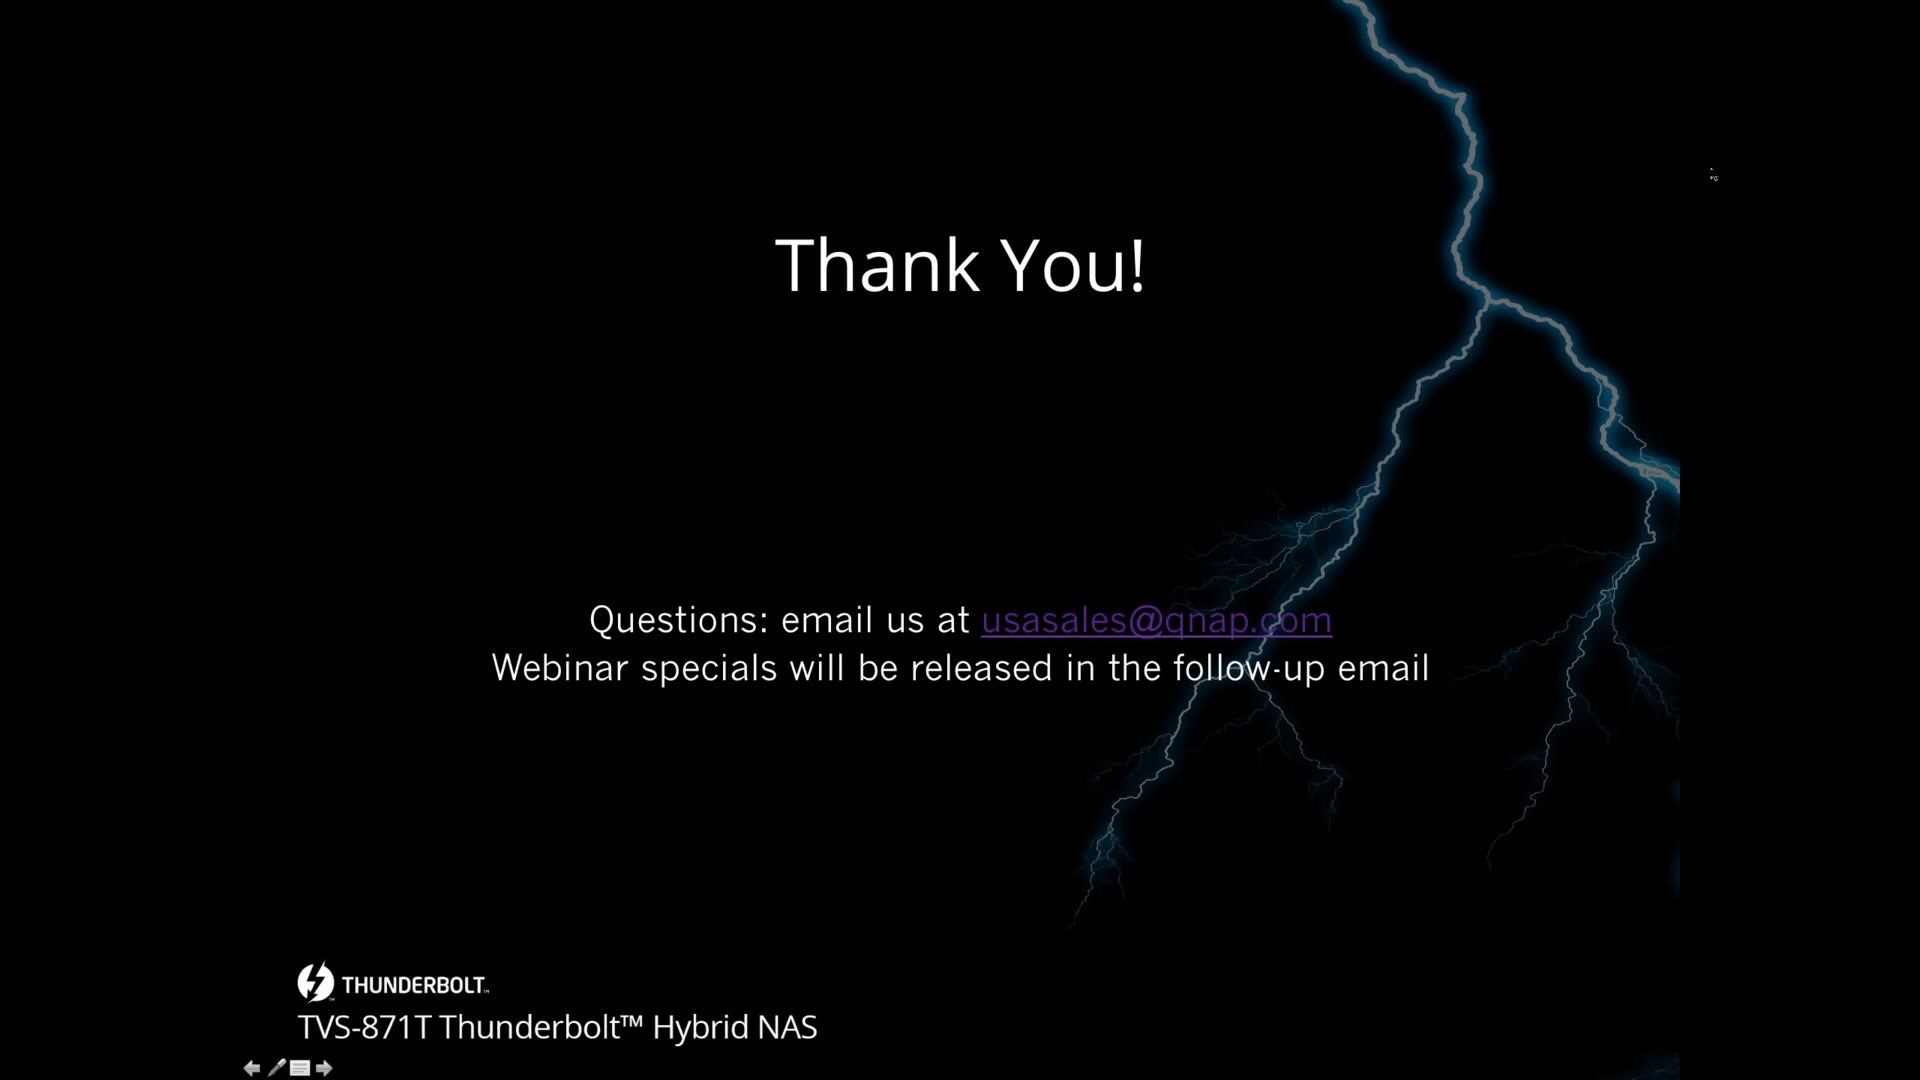 Thank You!
Questions: email us at usasales@qnap.com
Webinar specials will be released in the follow-up email
THUNDERBOLT™
TVS-871T Thunderbolt™ Hybrid NAS